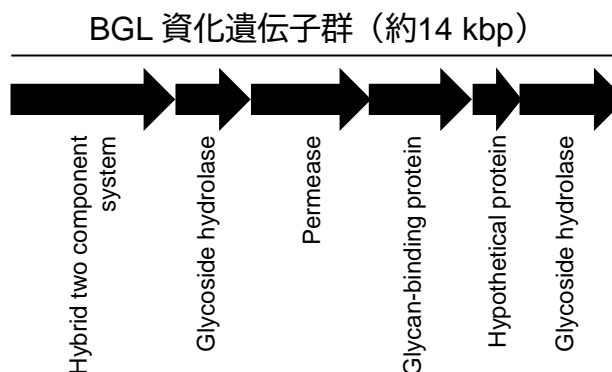 BGL 資化遺伝子群（約14 kbp）
Hybrid two component
system
Glycoside hydrolase
Permease
Glycan-binding protein
Hypothetical protein
Glycoside hydrolase